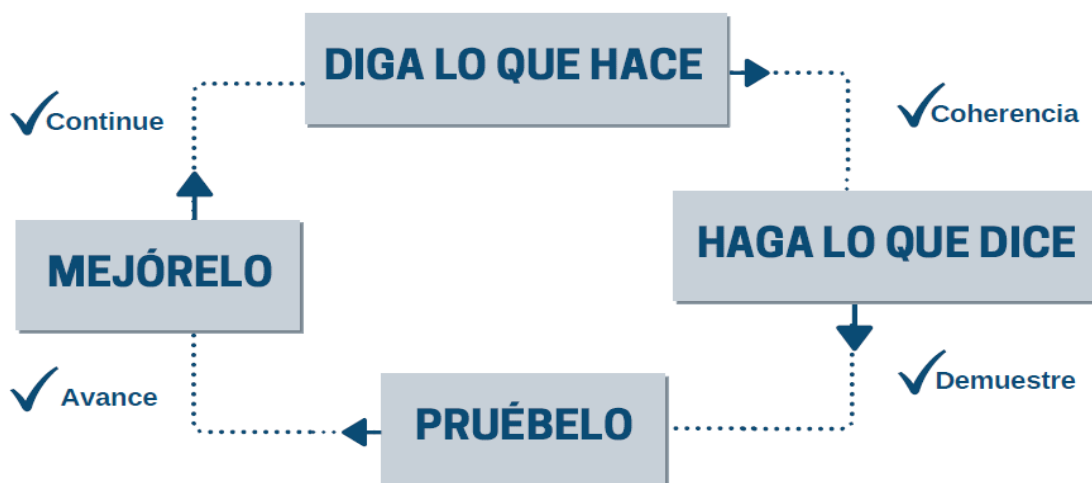 DIGA LO QUE HACE
Coherencia
HAGA LO QUE DICE
Demuestre
PRUÉBELO
Avance
MEJÓRELO
Continue